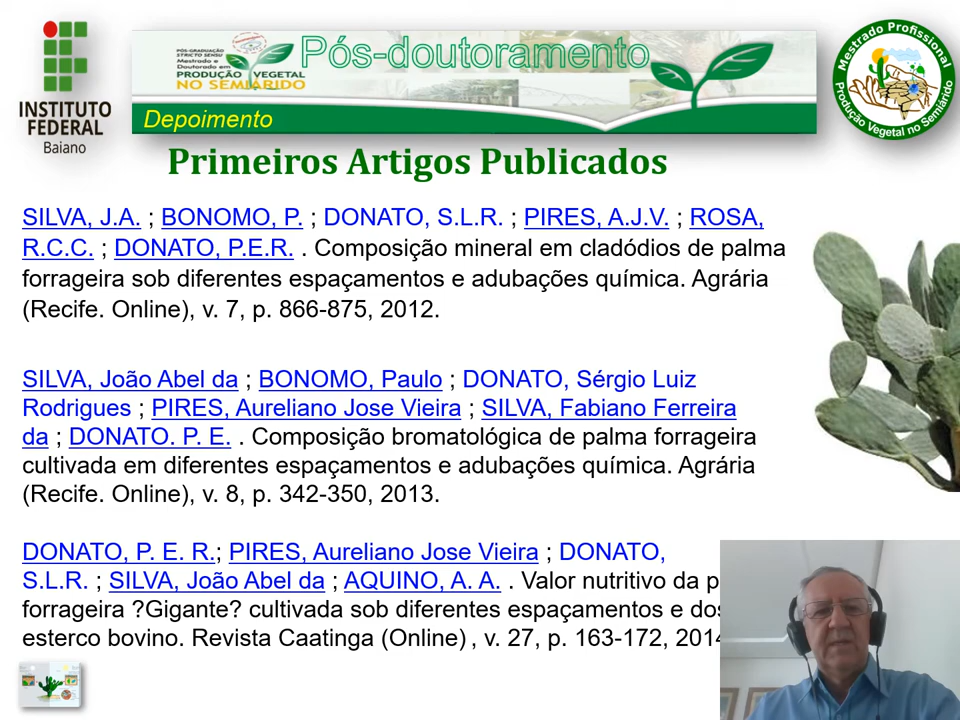 INSTITUTO
FEDERAL
Baiano
PÓS-GRADUAÇÃO
STRICTO SENSU
Mestrado e
Doutorado em
PRODUÇÃO VEGETAL
NO SEMIÁRIDO
Pós-doutoramento
Depoimento
Mestrado Profissional
Produção Vegetal no Semiárido
Primeiros Artigos Publicados
SILVA, J.A. ; BONOMO, P. ; DONATO, S.L.R. ; PIRES, A.J.V. ; ROSA,
R.C.C. ; DONATO, P.E.R. . Composição mineral em cladódios de palma
forrageira sob diferentes espaçamentos e adubações química. Agrária
(Recife. Online), v. 7, p. 866-875, 2012.
SILVA, João Abel da ; BONOMO, Paulo ; DONATO, Sérgio Luiz
Rodrigues ; PIRES, Aureliano Jose Vieira ; SILVA, Fabiano Ferreira
da ; DONATO. P. E. . Composição bromatológica de palma forrageira
cultivada em diferentes espaçamentos e adubações química. Agrária
(Recife. Online), v. 8, p. 342-350, 2013.
DONATO, P. E. R.; PIRES, Aureliano Jose Vieira ; DONATO,
S.L.R. ; SILVA, João Abel da ; AQUINO, A. A. . Valor nutritivo da p
forrageira ?Gigante? cultivada sob diferentes espaçamentos e dos
esterco bovino. Revista Caatinga (Online) , v. 27, p. 163-172, 2014